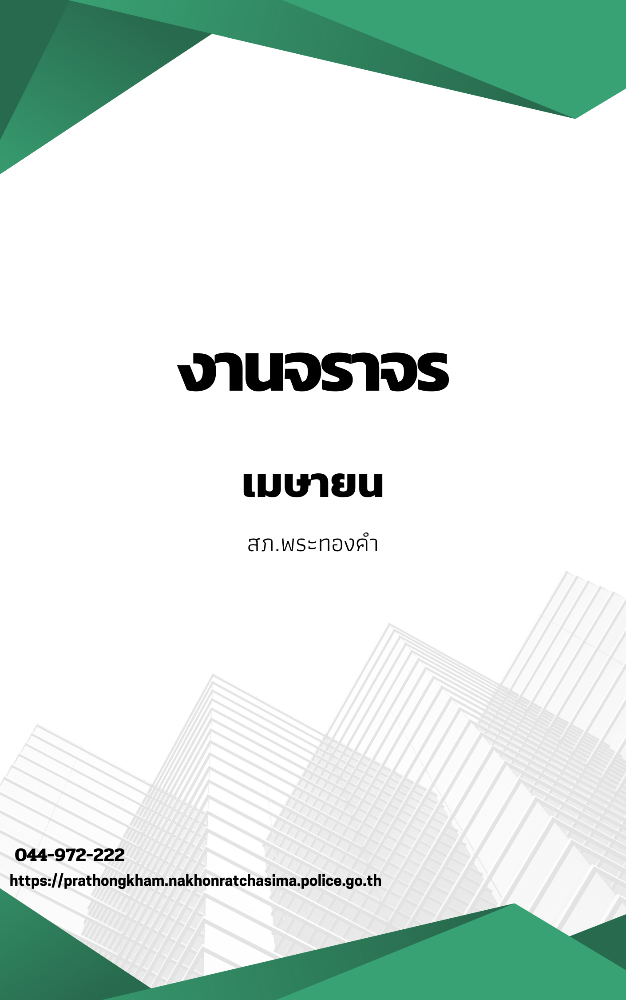 งานจราจร
เมษายน
สภ.พระทองคำ
044-972-222
https://prathongkham.nakhonratchasima.police.go.th